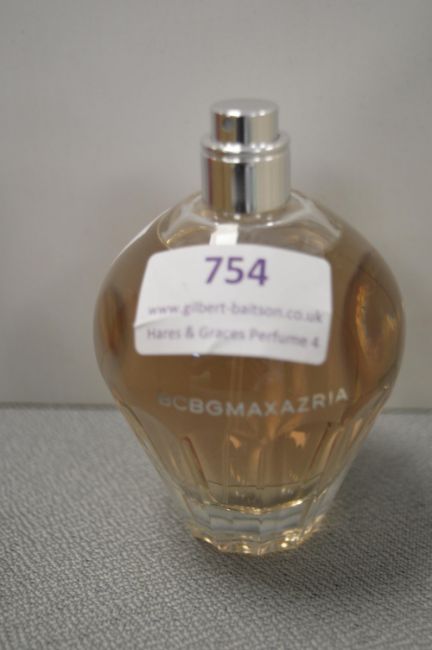 754
www.gilbert-baitson.co.uk
Hares & Graces Perfume 4
BCBGMAXAZRIA